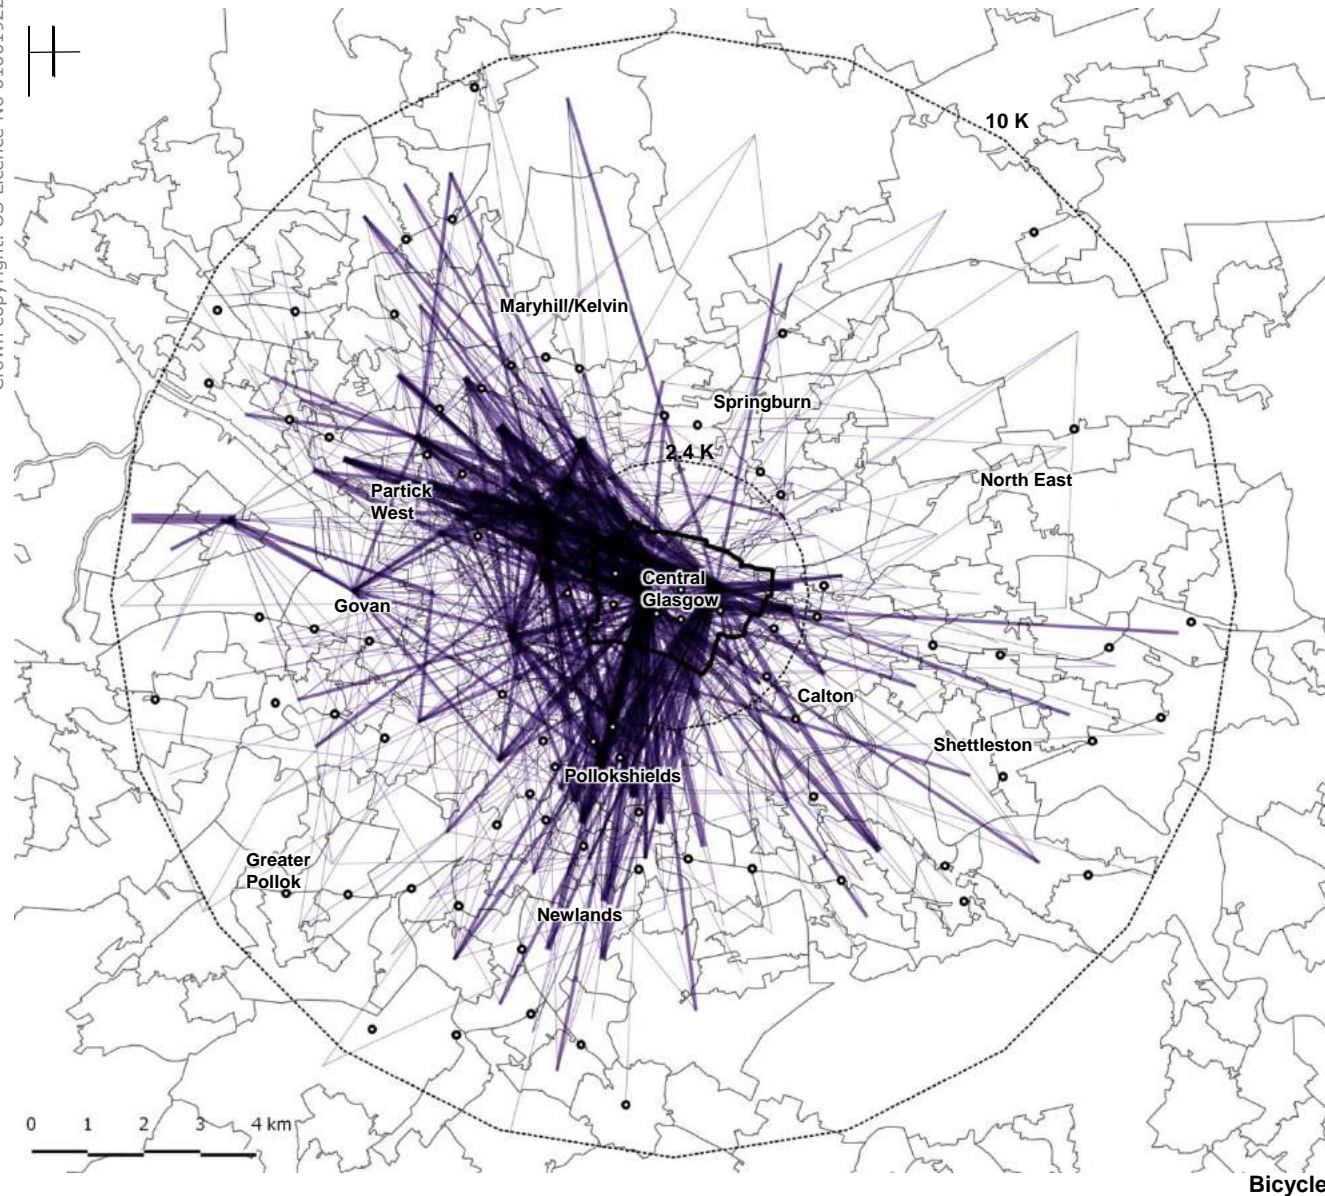 10 K
Maryhill/Kelvin
Springburn
2.4 K
North East
Partick
West
Central
Glasgow
Govan
Calton
Shettleston
Pollokshields
Greater
Pollok
Newlands
0 1 2 3 4 km
Bicycle